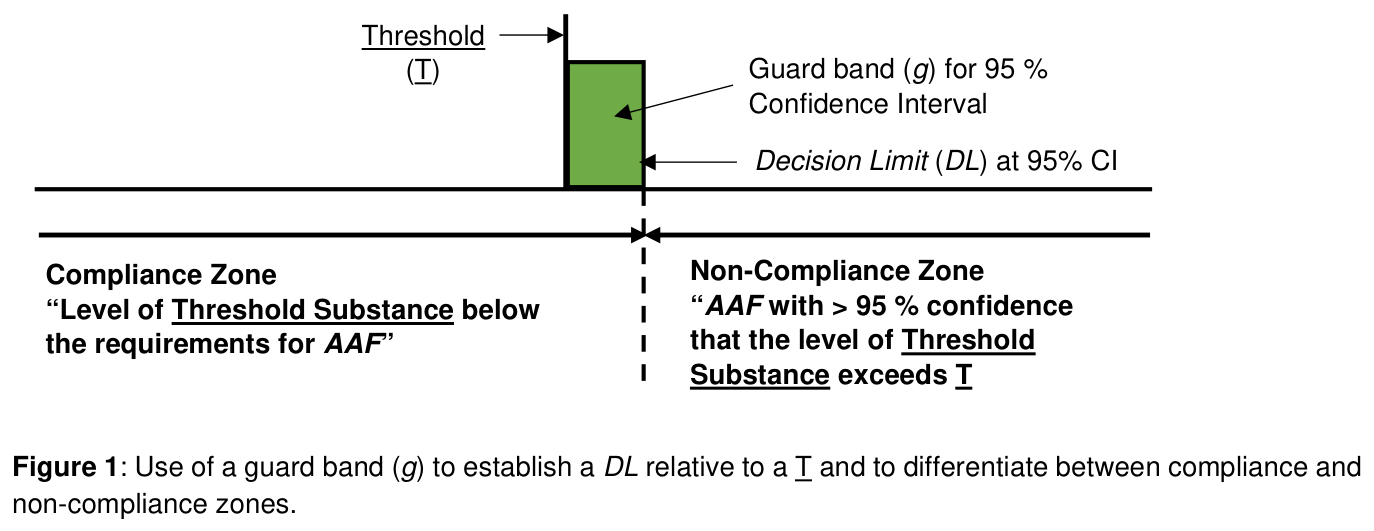 Threshold
(T)
Guard band (g) for 95 %
Confidence Interval
Decision Limit (DL) at 95% CI
Compliance Zone
“Level of Threshold Substance below
the requirements for AAF”
Non-Compliance Zone
“AAF with > 95 % confidence
that the level of Threshold
Substance exceeds T
Figure 1: Use of a guard band (g) to establish a DL relative to a T and to differentiate between compliance and
non-compliance zones.